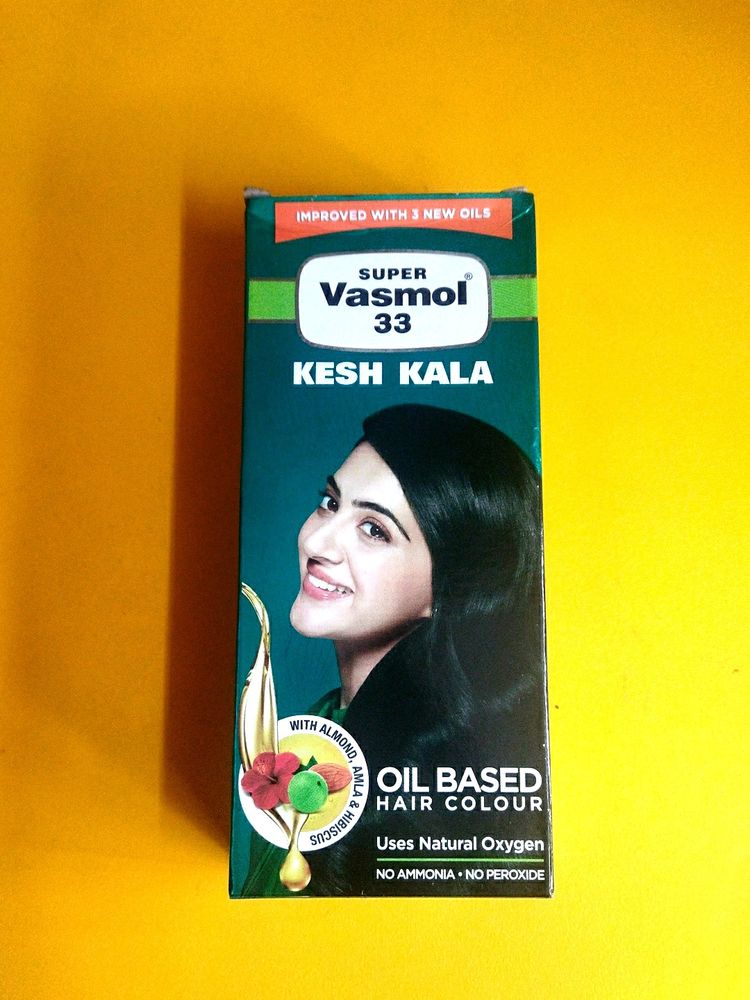 IMPROVED WITH 3 NEW OILS
SUPER
Vasmol®
33
KESH KALA
WITH ALMOND, AMLA & HIBISCUS
OIL BASED
HAIR COLOUR
Uses Natural Oxygen
NO AMMONIA • NO PEROXIDE